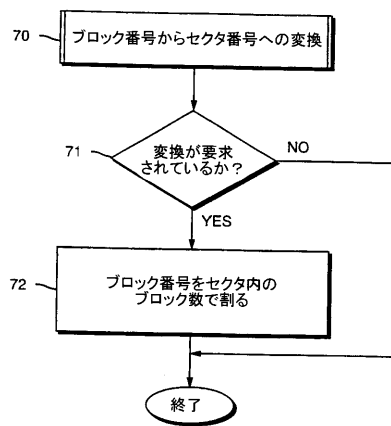 70
ブロック番号からセクタ番号への変換
71
変換が要求
されているか？
NO
YES
72
ブロック番号をセクタ内の
ブロック数で割る
終了